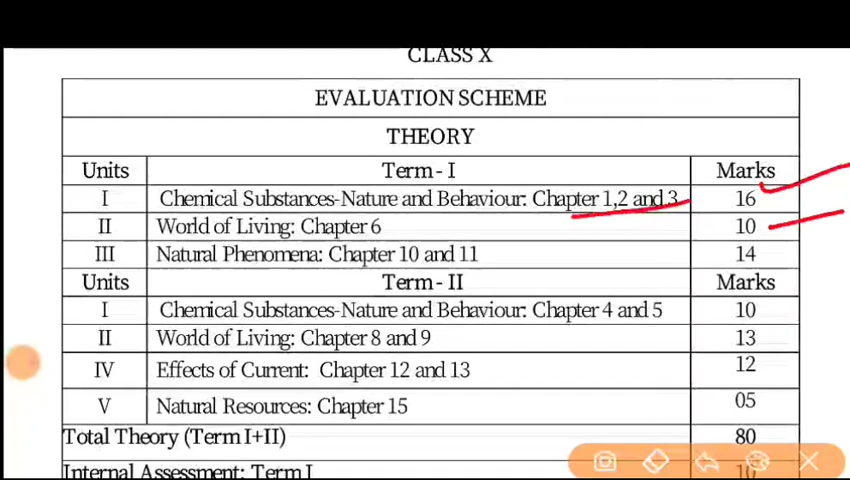 CLASS X
EVALUATION SCHEME
THEORY
Units Term - I Marks
I Chemical Substances-Nature and Behaviour: Chapter 1,2 and 3 16
II World of Living: Chapter 6 10
III Natural Phenomena: Chapter 10 and 11 14
Units Term - II Marks
I Chemical Substances-Nature and Behaviour: Chapter 4 and 5 10
II World of Living: Chapter 8 and 9 13
IV Effects of Current: Chapter 12 and 13 12
V Natural Resources: Chapter 15 05
Total Theory (Term I+II) 80
Internal Assessment: Term I 10